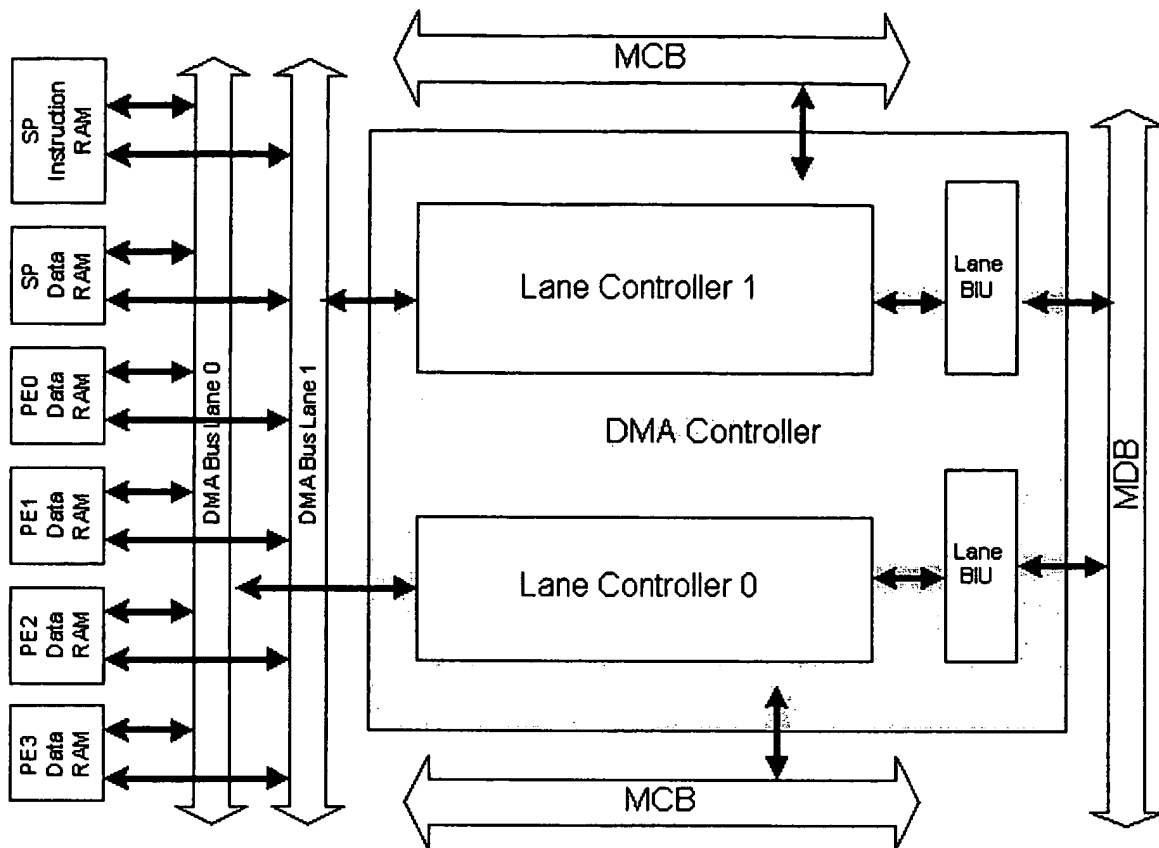 MCB
SP
Instruction
RAM
SP
Data
RAM
PE0
Data
RAM
PE1
Data
RAM
PE2
Data
RAM
PE3
Data
RAM
DMA Bus Lane 0
DMA Bus Lane 1
Lane Controller 1
Lane
BIU
DMA Controller
Lane Controller 0
Lane
BIU
MDB
MCB